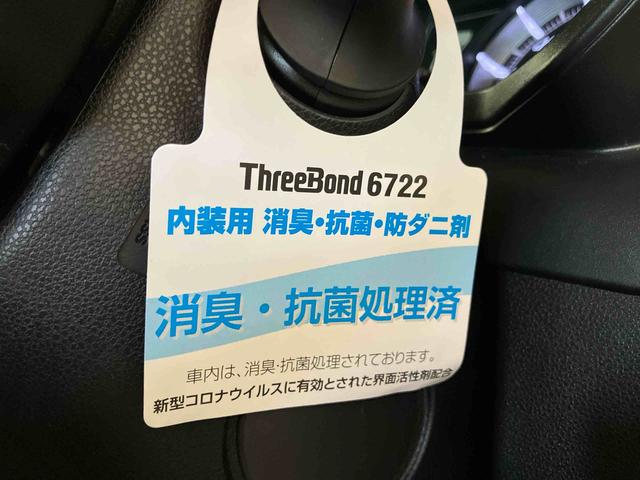 ThreeBond 6722
内装用 消臭・抗菌・防ダニ剤
消臭・抗菌処理済
車内は、消臭・抗菌処理されております。
新型コロナウイルスに有効とされた界面活性剤配合